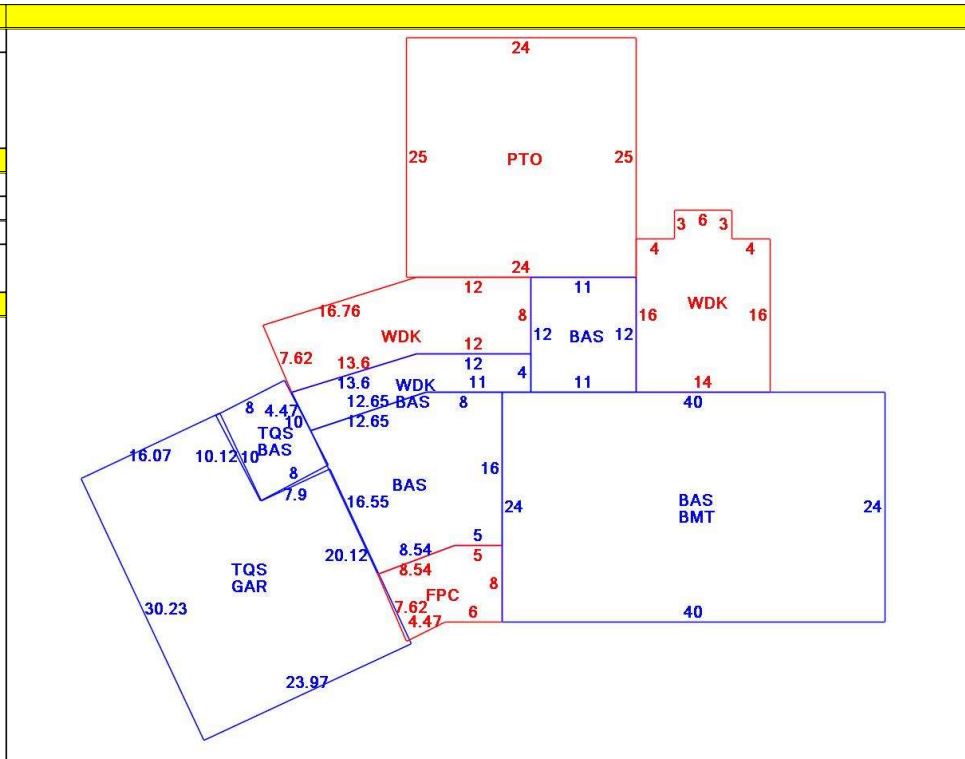 24
25 PTO 25
3 6 3
4 4
24
12 11
16.76 8 16 WDK 16
WDK 12 BAS 12
7.62 12
13.6 12
13.6 WDK 11 4 11 14
12.65 BAS 8 40
8 4.47 12.65
10
TQS
BAS
16.07 10.12 10
8
7.9
BAS 16
16.55 24 BAS 24
BMT
5
8.54 5
20.12 8.54
TQS FPC 8
GAR
7.62 6 40
4.47
30.23
23.97